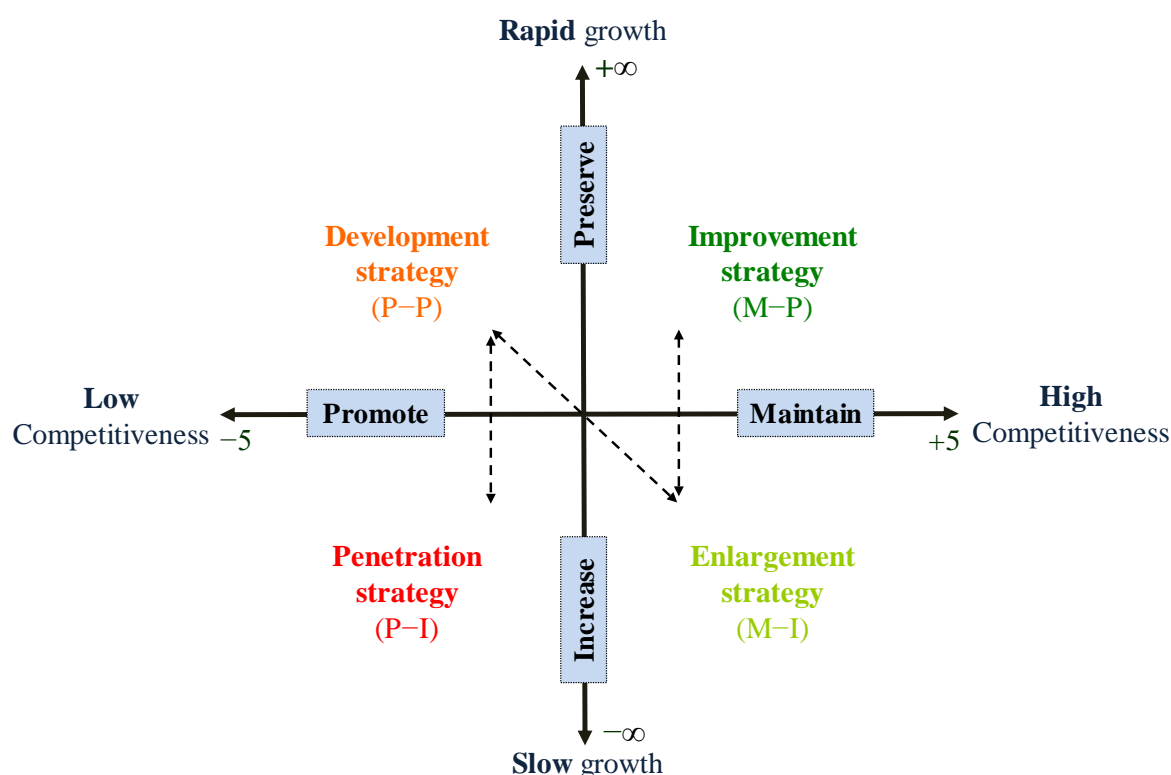 Rapid growth
+∞
Preserve
Development
strategy
(P−P)
Improvement
strategy
(M−P)
Low
Competitiveness
−5
Promote
Maintain
+5
High
Competitiveness
Penetration
strategy
(P−I)
Increase
Enlargement
strategy
(M−I)
−∞
Slow growth